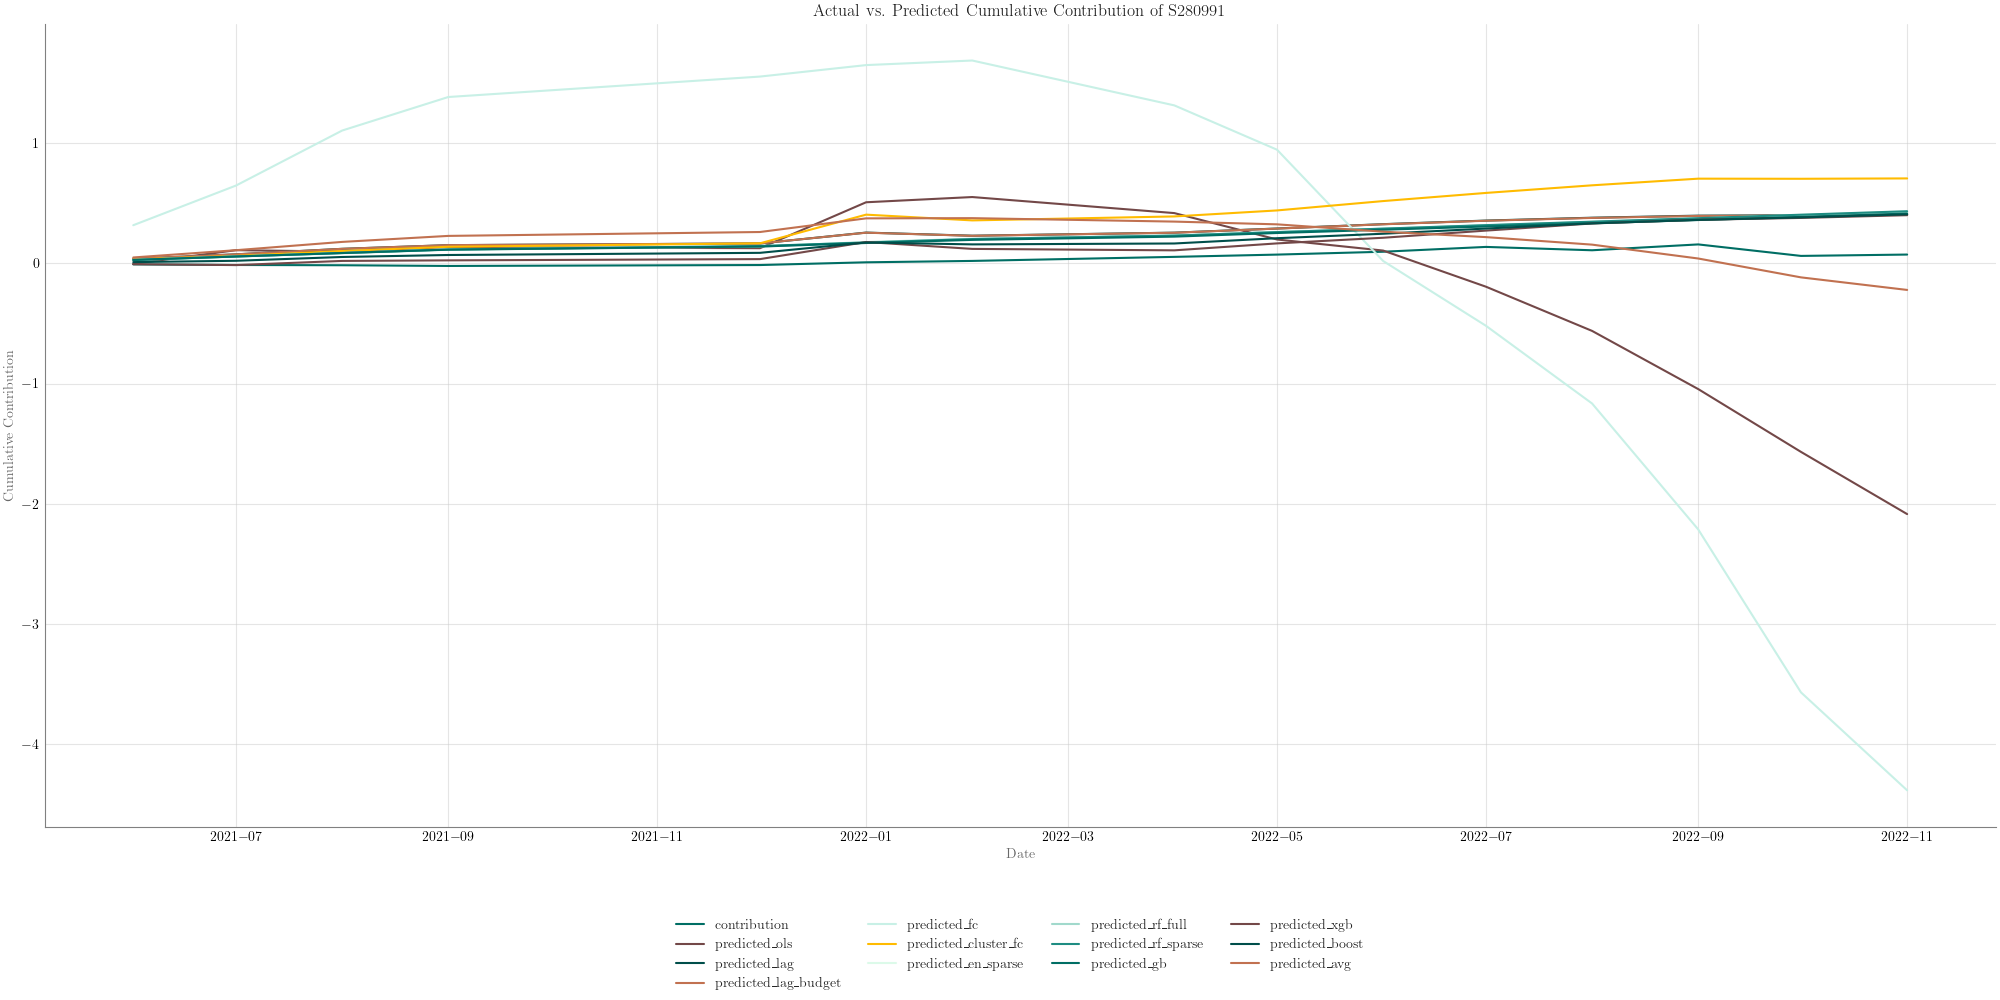 Actual vs. Predicted Cumulative Contribution of S280991
Cumulative Contribution
1
0
−1
−2
−3
−4
2021−07
2021−09
2021−11
2022−01
2022−03
2022−05
2022−07
2022−09
2022−11
Date
contribution
predicted_ols
predicted_lag
predicted_lag_budget
predicted_fc
predicted_cluster_fc
predicted_en_sparse
predicted_rf_full
predicted_rf_sparse
predicted_gb
predicted_xgb
predicted_boost
predicted_avg